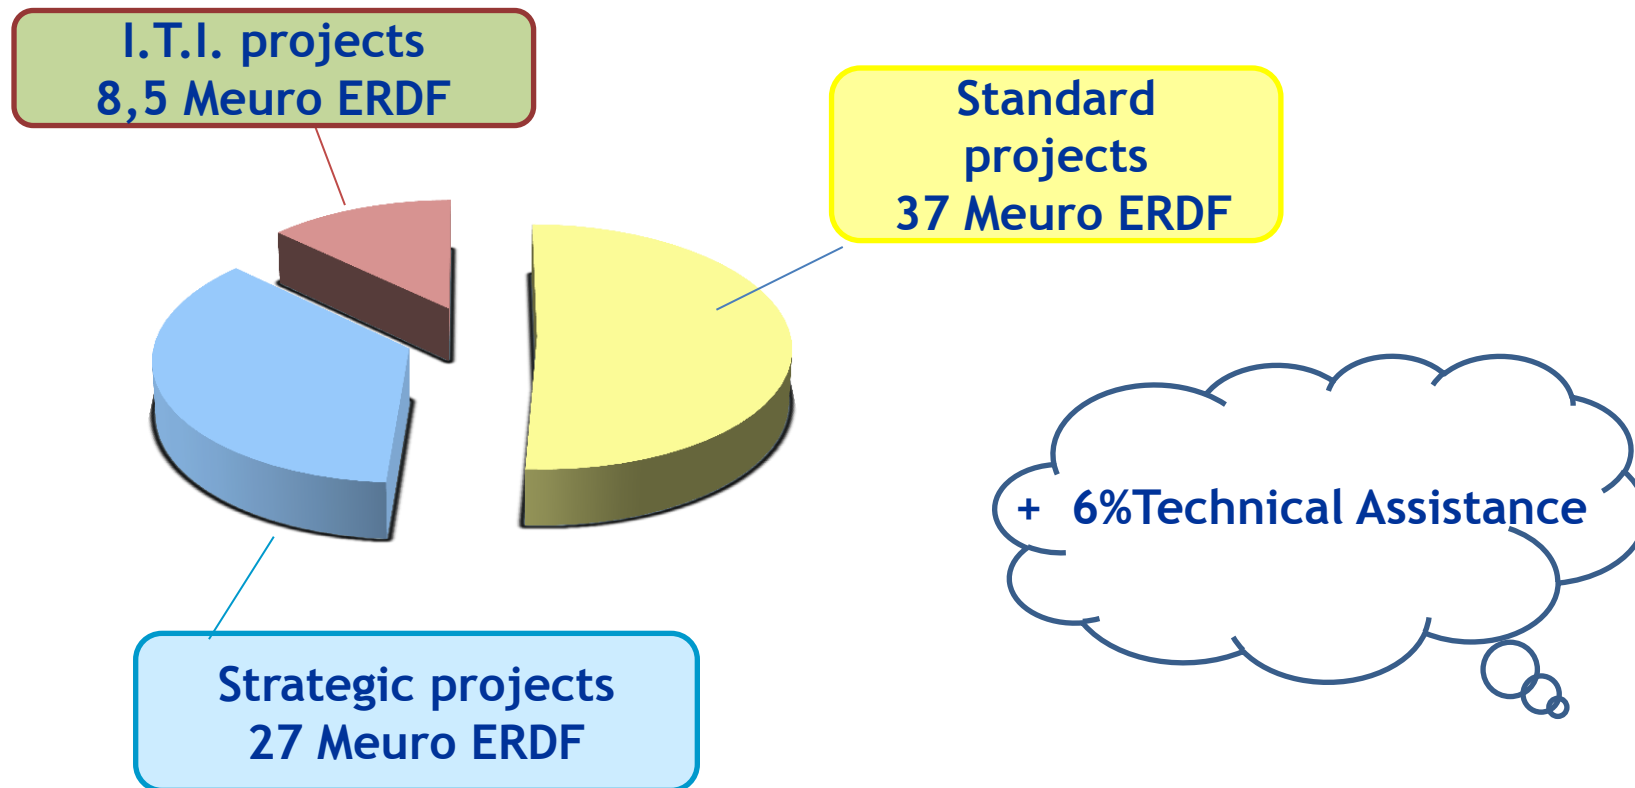 I.T.I. projects
8,5 Meuro ERDF
Standard
projects
37 Meuro ERDF
+ 6%Technical Assistance
Strategic projects
27 Meuro ERDF